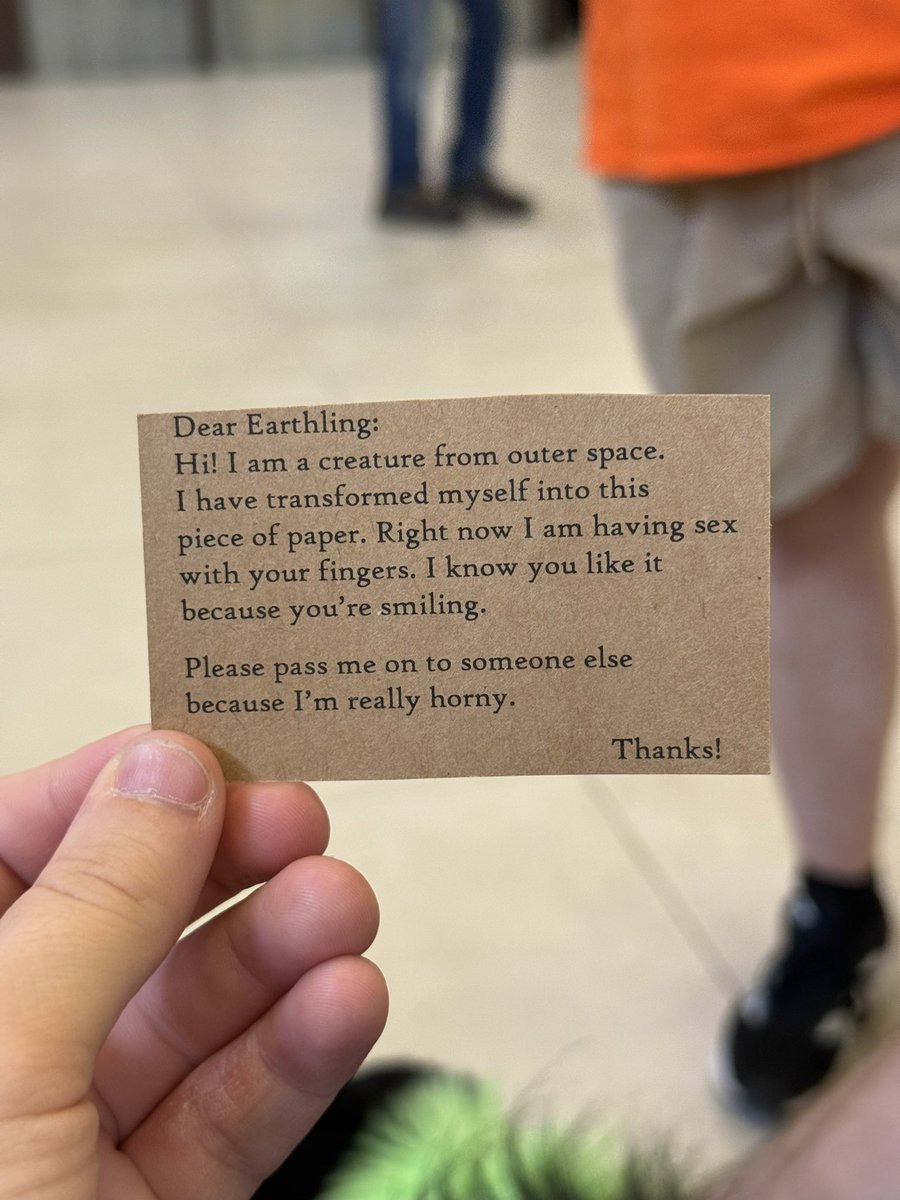 Dear Earthling:
Hi! I am a creature from outer space.
I have transformed myself into this
piece of paper. Right now I am having sex
with your fingers. I know you like it
because you're smiling.
Please pass me on to someone else
because I'm really horny.
Thanks!